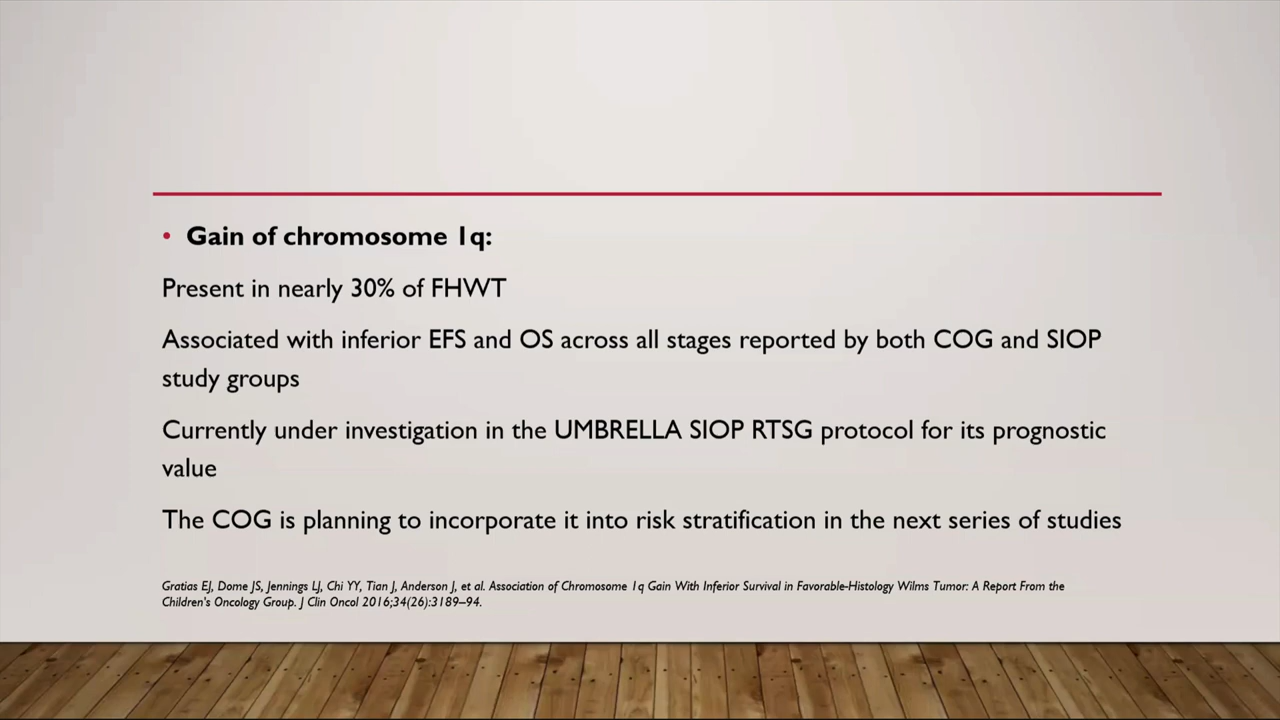 • Gain of chromosome 1q:
Present in nearly 30% of FHWT
Associated with inferior EFS and OS across all stages reported by both COG and SIOP
study groups
Currently under investigation in the UMBRELLA SIOP RTSG protocol for its prognostic
value
The COG is planning to incorporate it into risk stratification in the next series of studies
Gratias EJ, Dome JS, Jennings LJ, Chi YY, Tian J, Anderson J, et al. Association of Chromosome 1q Gain With Inferior Survival in Favorable-Histology Wilms Tumor: A Report From the
Children's Oncology Group. J Clin Oncol 2016;34(26):3189–94.